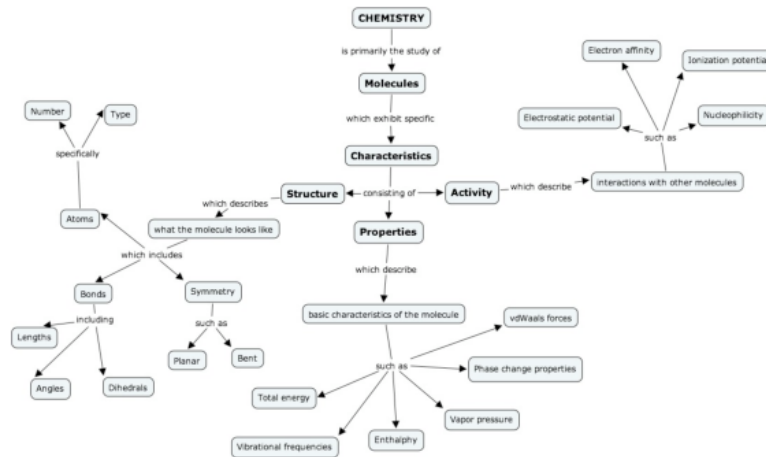 CHEMISTRY
is primarily the study of
Molecules
which exhibit specific
Characteristics
consisting of
Structure
which describes
what the molecule looks like
which includes
Atoms
specifically
Number
Type
Bonds
including
Lengths
Angles
Dihedrals
Symmetry
such as
Planar
Bent
Properties
which describe
basic characteristics of the molecule
such as
Total energy
Vibrational frequencies
Enthalphy
Vapor pressure
Phase change properties
vdWaals forces
Activity
which describe
interactions with other molecules
such as
Electrostatic potential
Electron affinity
Ionization potential
Nucleophilicity